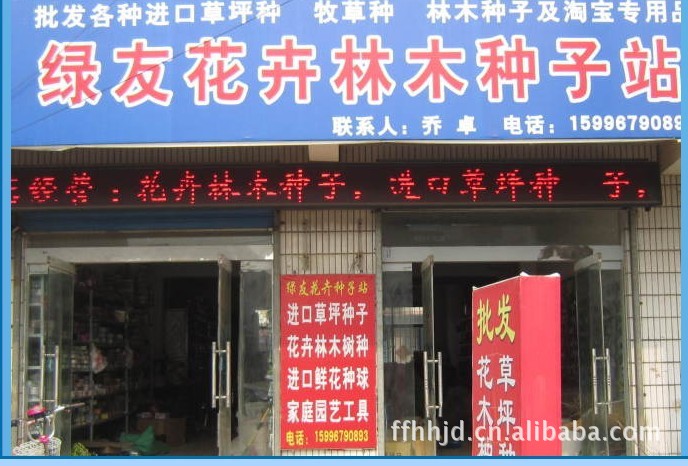 批发各种进口草坪种 牧草种 林木种子及淘宝专用品
绿友花卉林木种子站
联系人：乔 卓 电话：15996790893
经营：花卉林木种子，进口草坪种 子，
绿友花卉种子站
进口草坪种子
花卉林木树种
进口鲜花种球
家庭园艺工具
电话：15996790893
批发
花木种
草坪种
ffhhjd.cn.alibaba.com